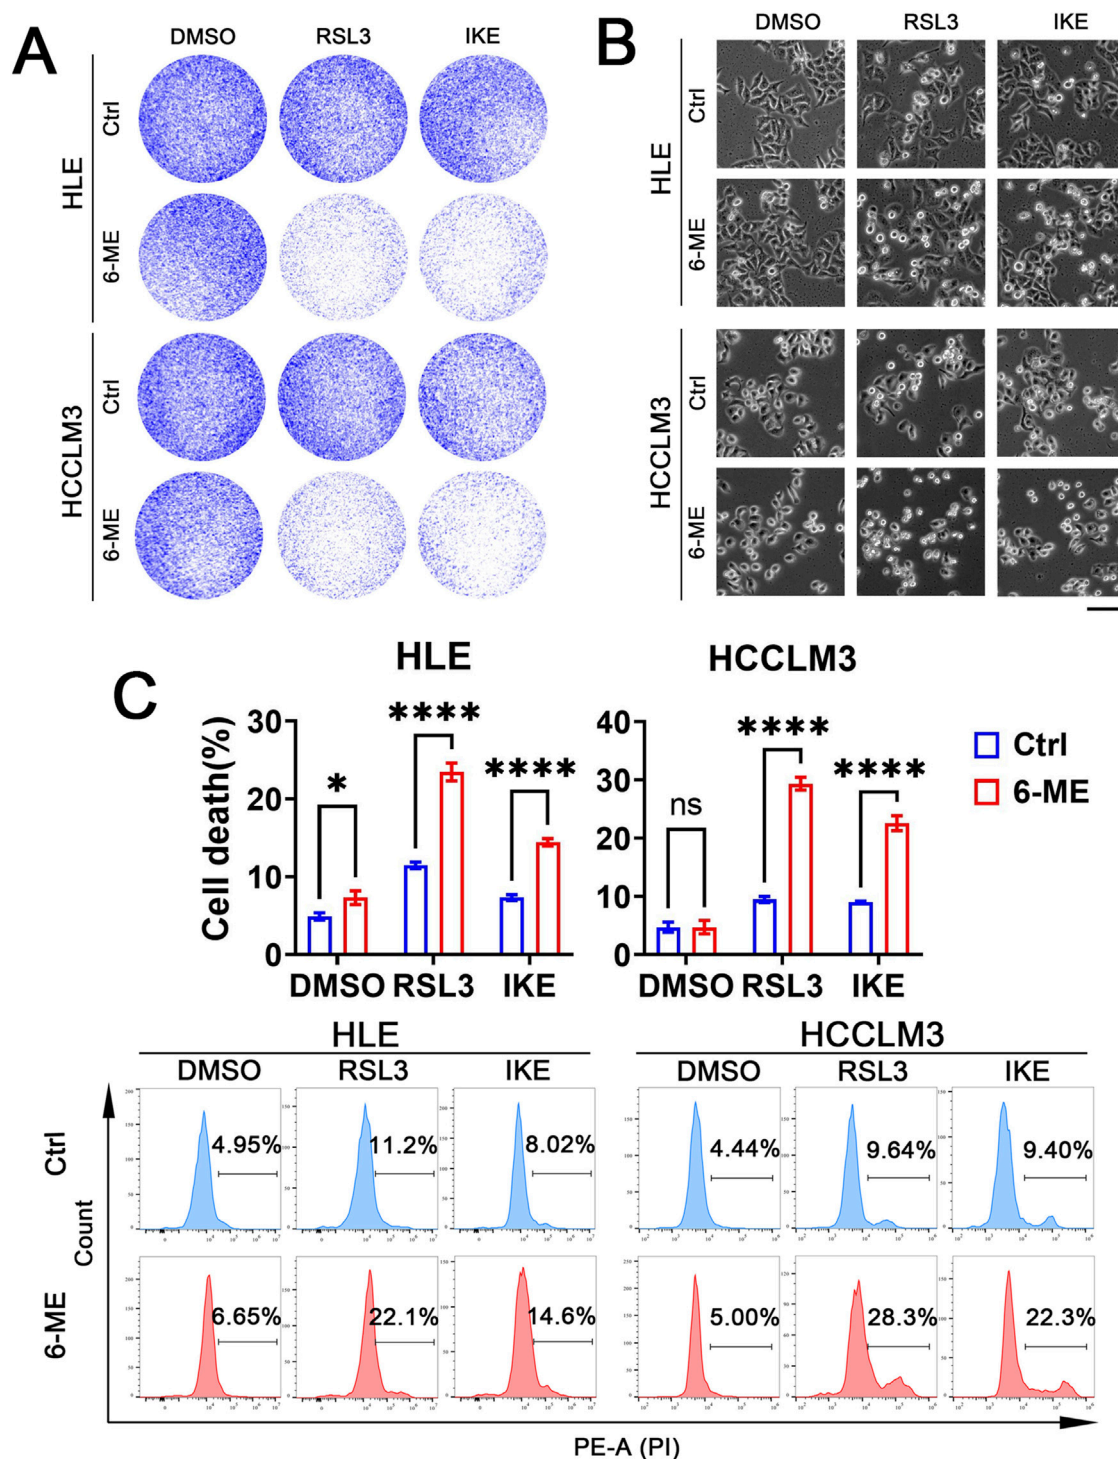 A
DMSO RSL3 IKE
HLE
Ctrl
6-ME
HCCLM3
Ctrl
6-ME
B
DMSO RSL3 IKE
HLE
Ctrl
6-ME
HCCLM3
Ctrl
6-ME
C
HLE
Cell death(%)
30
20
10
0
* **** ****
DMSO RSL3 IKE
HCCLM3
40
30
20
10
0
ns **** ****
DMSO RSL3 IKE
Ctrl
6-ME
HLE HCCLM3
DMSO RSL3 IKE DMSO RSL3 IKE
Ctrl
4.95% 11.2% 8.02% 4.44% 9.64% 9.40%
Count
6-ME
6.65% 22.1% 14.6% 5.00% 28.3% 22.3%
PE-A (PI)